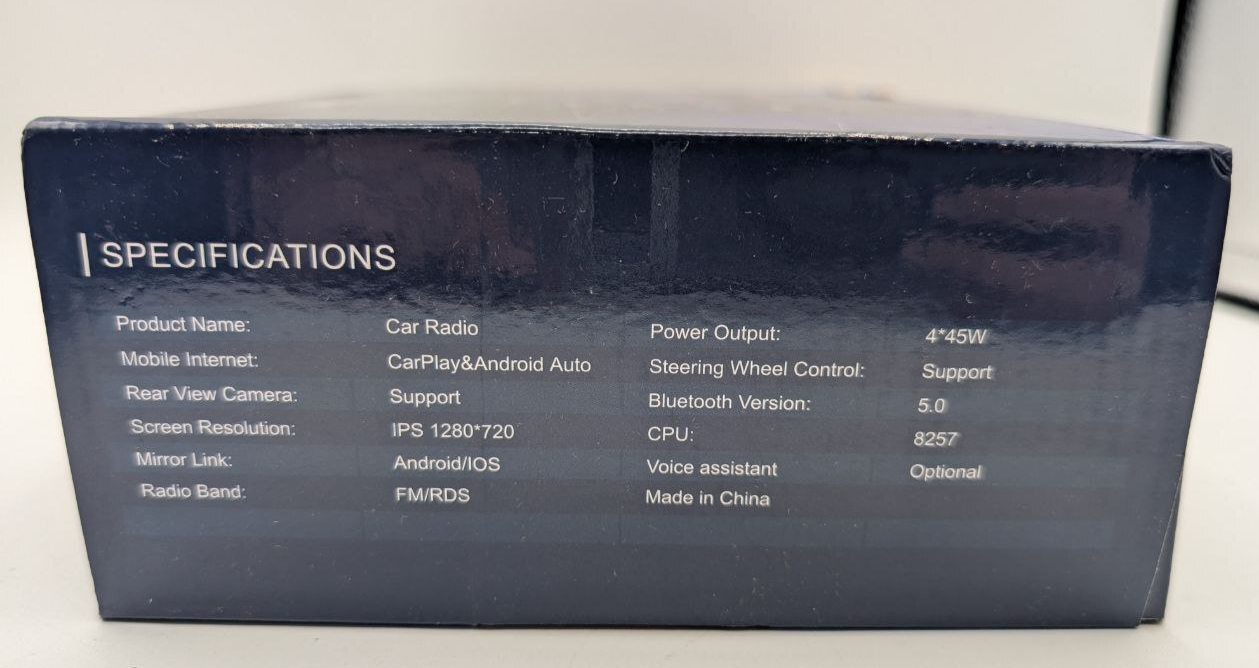 SPECIFICATIONS
Product Name: Car Radio Power Output: 4*45W
Mobile Internet: CarPlay&Android Auto Steering Wheel Control: Support
Rear View Camera: Support Bluetooth Version: 5.0
Screen Resolution: IPS 1280*720 CPU: 8257
Mirror Link: Android/IOS Voice assistant Optional
Radio Band: FM/RDS Made in China